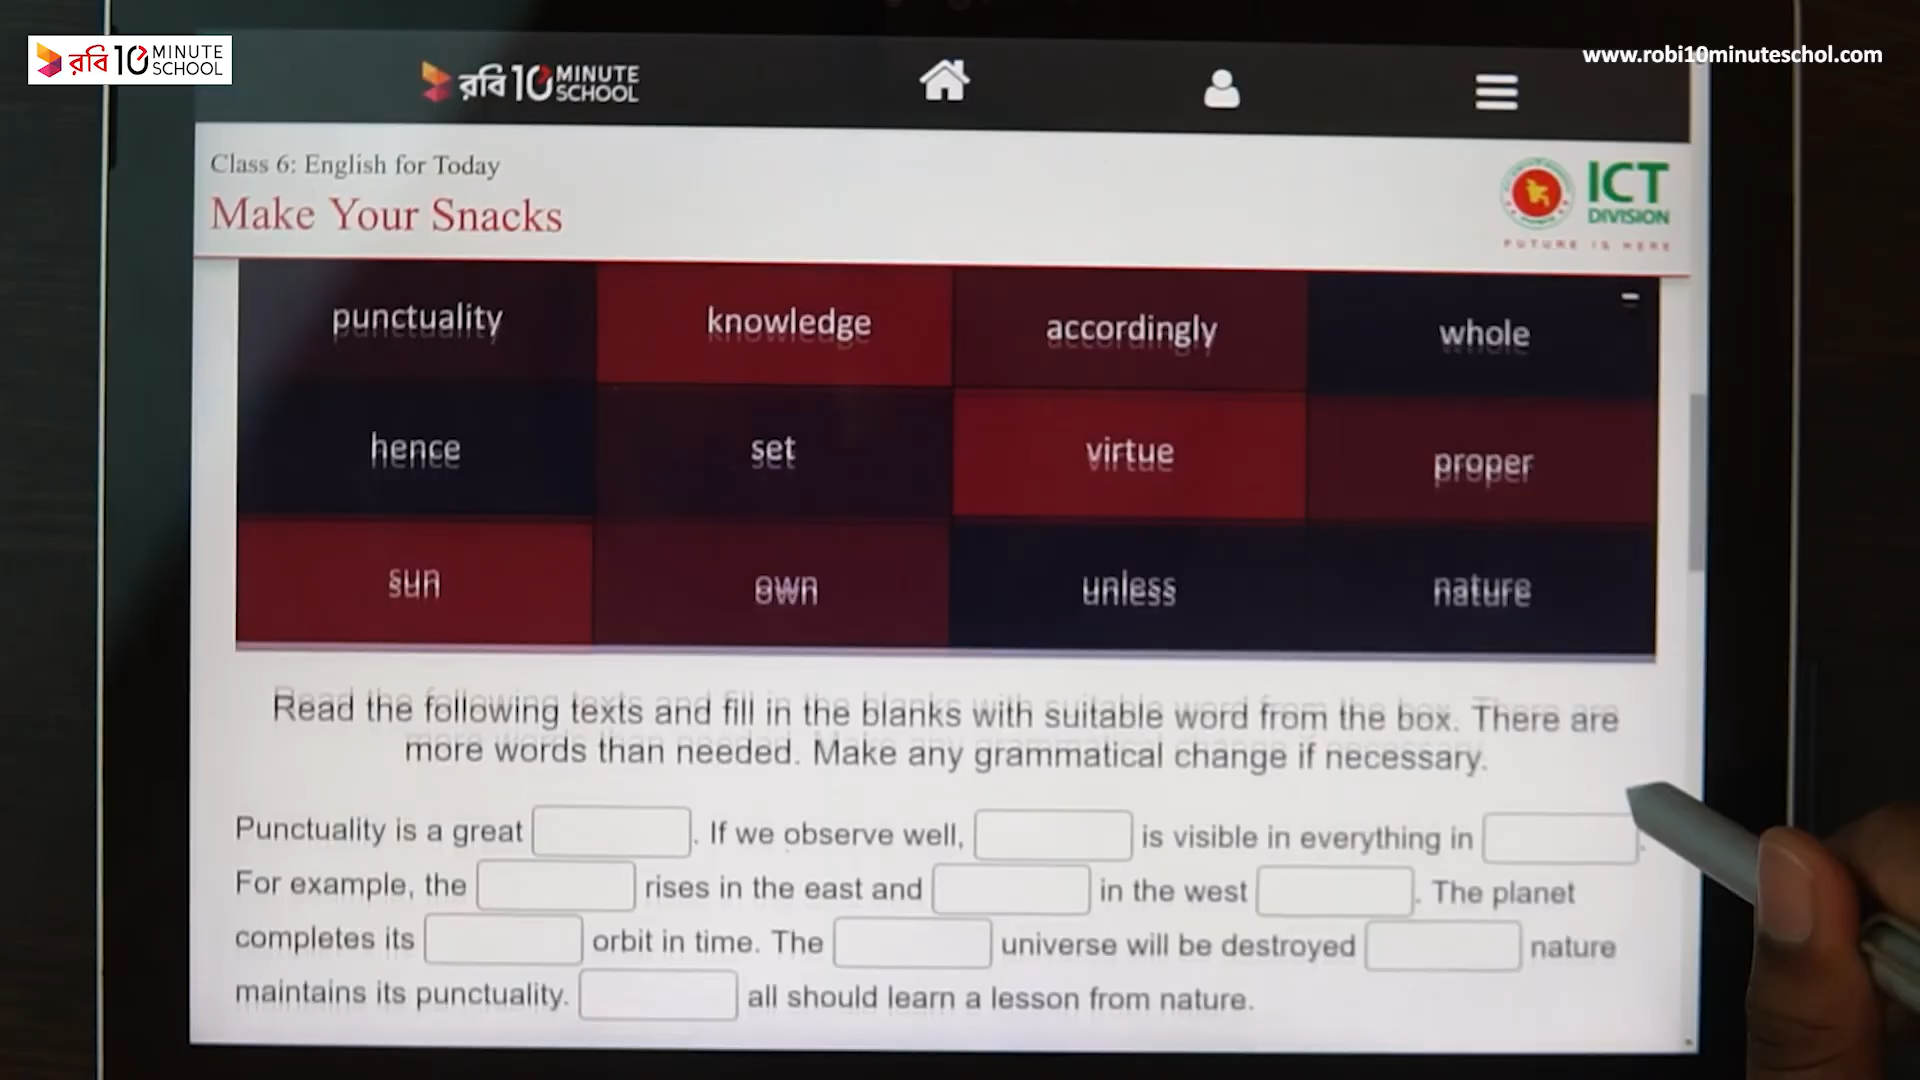 রবি 10 MINUTE SCHOOL
www.robi10minuteschol.com
রবি 10 MINUTE SCHOOL
Class 6: English for Today
Make Your Snacks
ICT
DIVISION
FUTURE IS HERE
punctuality knowledge accordingly whole
hence set virtue proper
sun own unless nature
Read the following texts and fill in the blanks with suitable word from the box. There are
more words than needed. Make any grammatical change if necessary.
Punctuality is a great . If we observe well, is visible in everything in .
For example, the rises in the east and in the west . The planet
completes its orbit in time. The universe will be destroyed nature
maintains its punctuality. all should learn a lesson from nature.